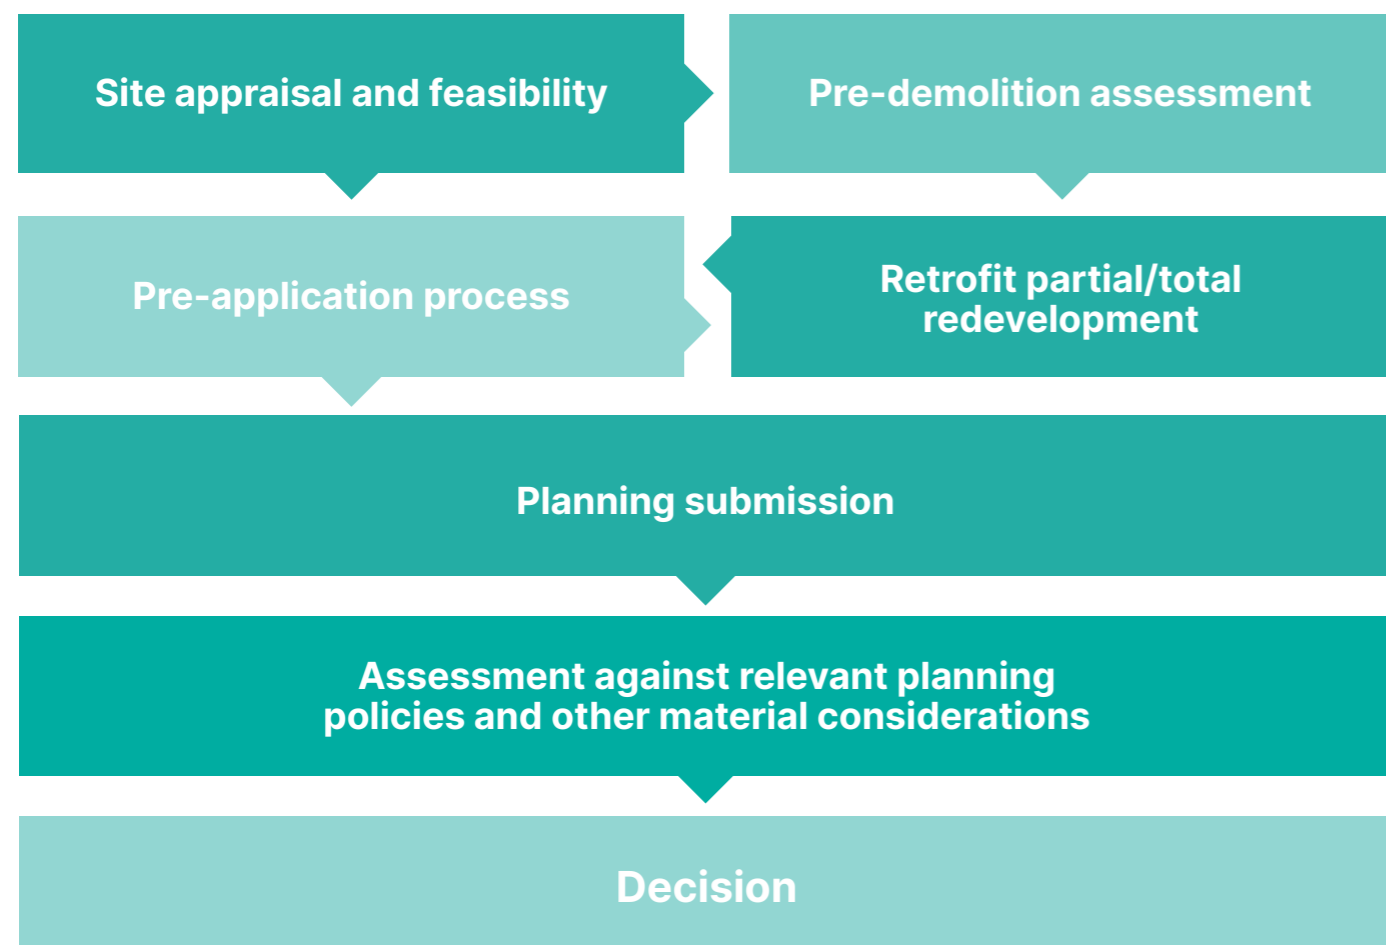 Site appraisal and feasibility
Pre-demolition assessment
Pre-application process
Retrofit partial/total
redevelopment
Planning submission
Assessment against relevant planning
policies and other material considerations
Decision